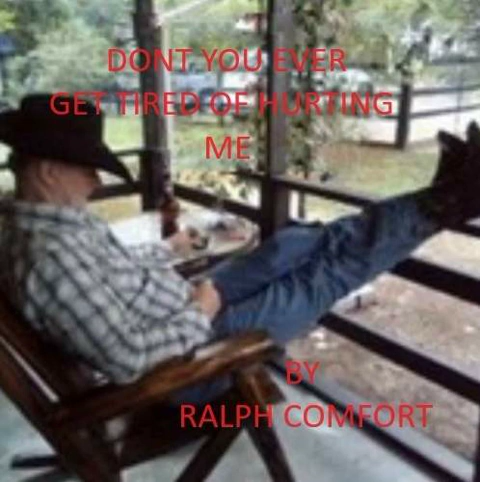 DONT YOU EVER
GET TIRED OF HURTING
ME
BY
RALPH COMFORT